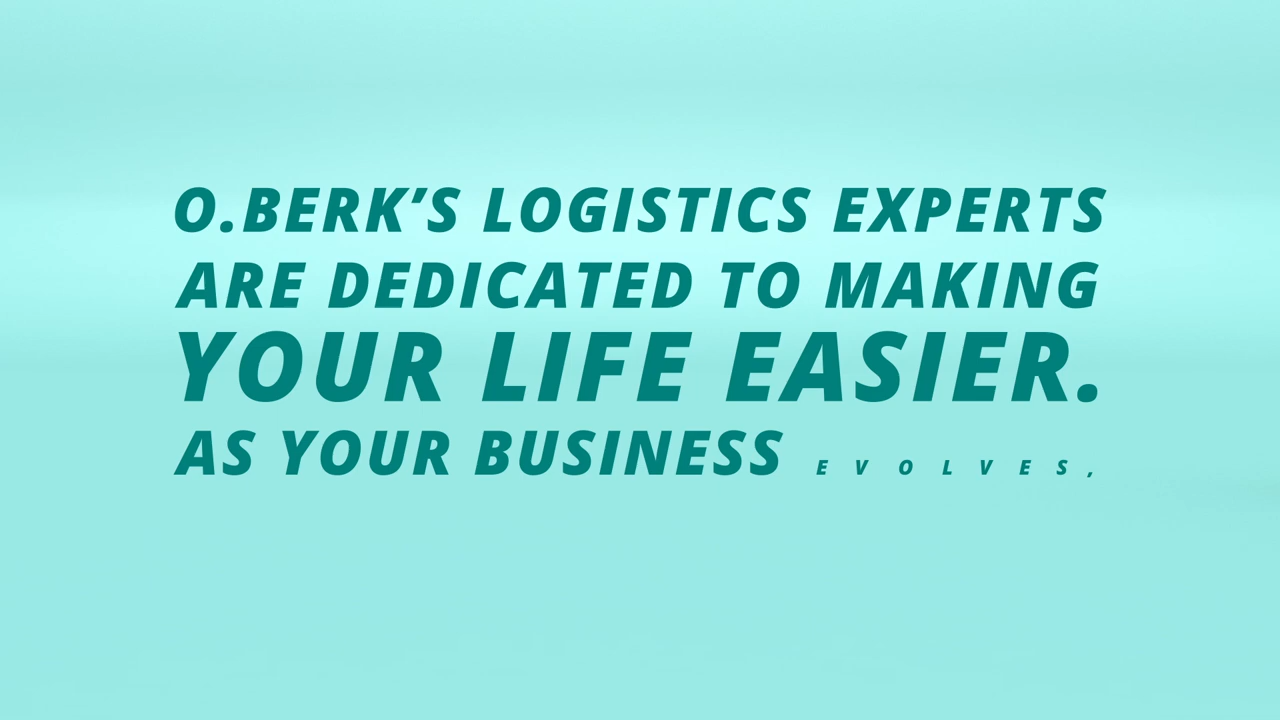 O.BERK’S LOGISTICS EXPERTS
ARE DEDICATED TO MAKING
YOUR LIFE EASIER.
AS YOUR BUSINESS EVOLVES,